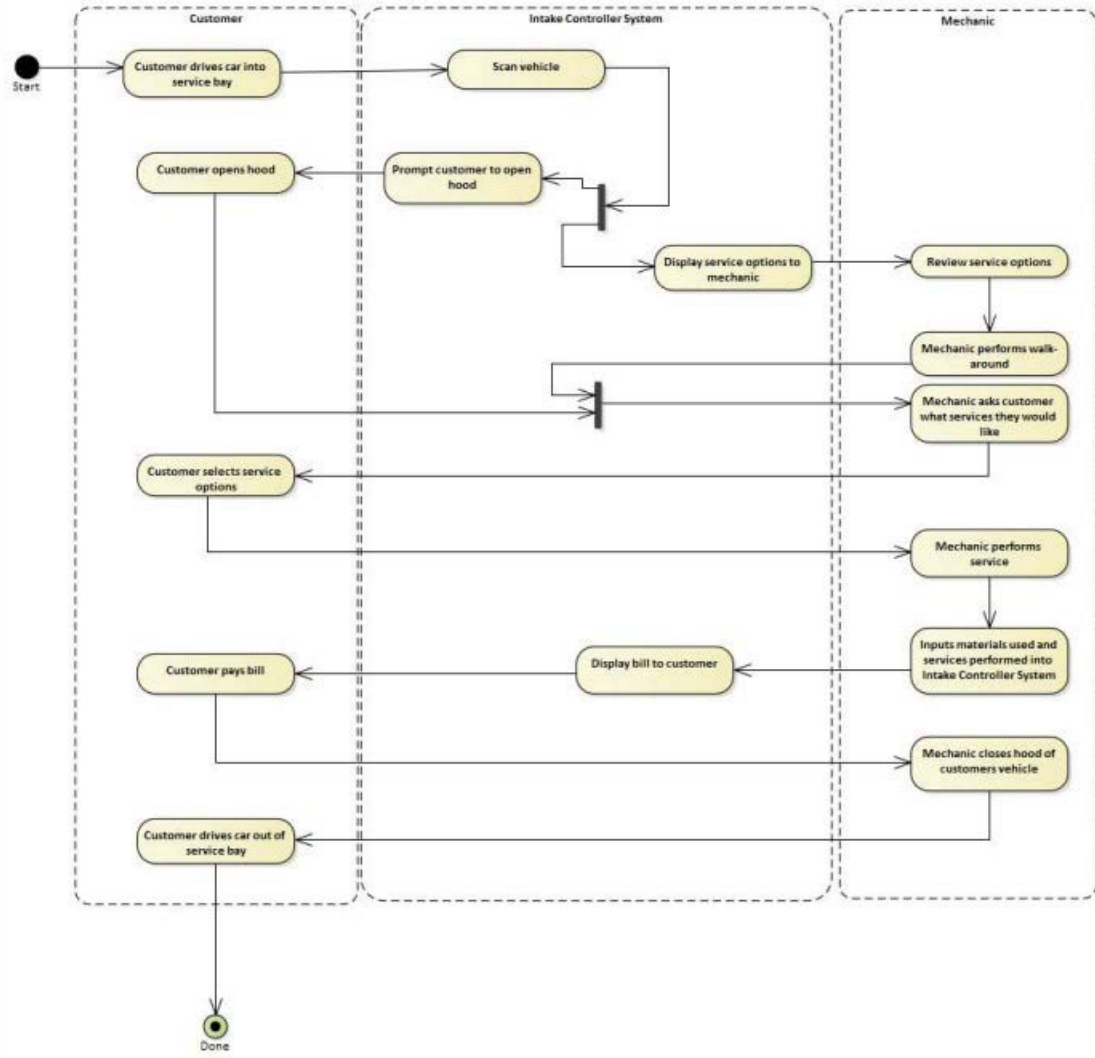 Customer
Intake Controller System
Mechanic
Start
Customer drives car into
service bay
Scan vehicle
Customer opens hood
Prompt customer to open
hood
Display service options to
mechanic
Review service options
Mechanic performs walk-
around
Mechanic asks customer
what services they would
like
Customer selects service
options
Mechanic performs
service
Inputs materials used and
services performed into
Intake Controller System
Display bill to customer
Customer pays bill
Mechanic closes hood of
customers vehicle
Customer drives car out of
service bay
Done